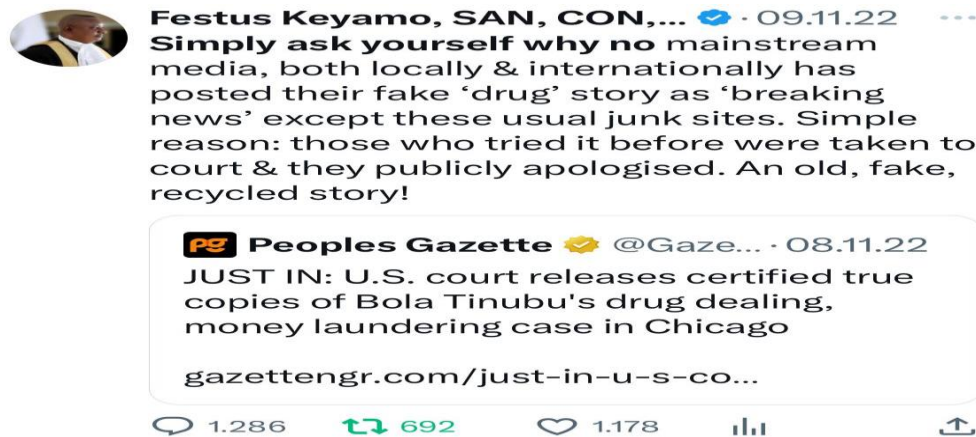 Festus Keyamo, SAN, CON,... · 09.11.22
Simply ask yourself why no mainstream
media, both locally & internationally has
posted their fake ‘drug’ story as ‘breaking
news’ except these usual junk sites. Simple
reason: those who tried it before were taken to
court & they publicly apologised. An old, fake,
recycled story!
PG Peoples Gazette @Gaze... · 08.11.22
JUST IN: U.S. court releases certified true
copies of Bola Tinubu's drug dealing,
money laundering case in Chicago
gazettengr.com/just-in-u-s-co...
1.286 692 1.178